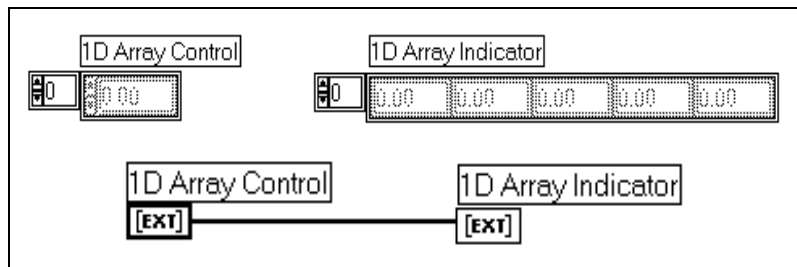 1D Array Control 1D Array Indicator
0 0.00 0 0.00 0.00 0.00 0.00 0.00
1D Array Control 1D Array Indicator
[EXT] [EXT]